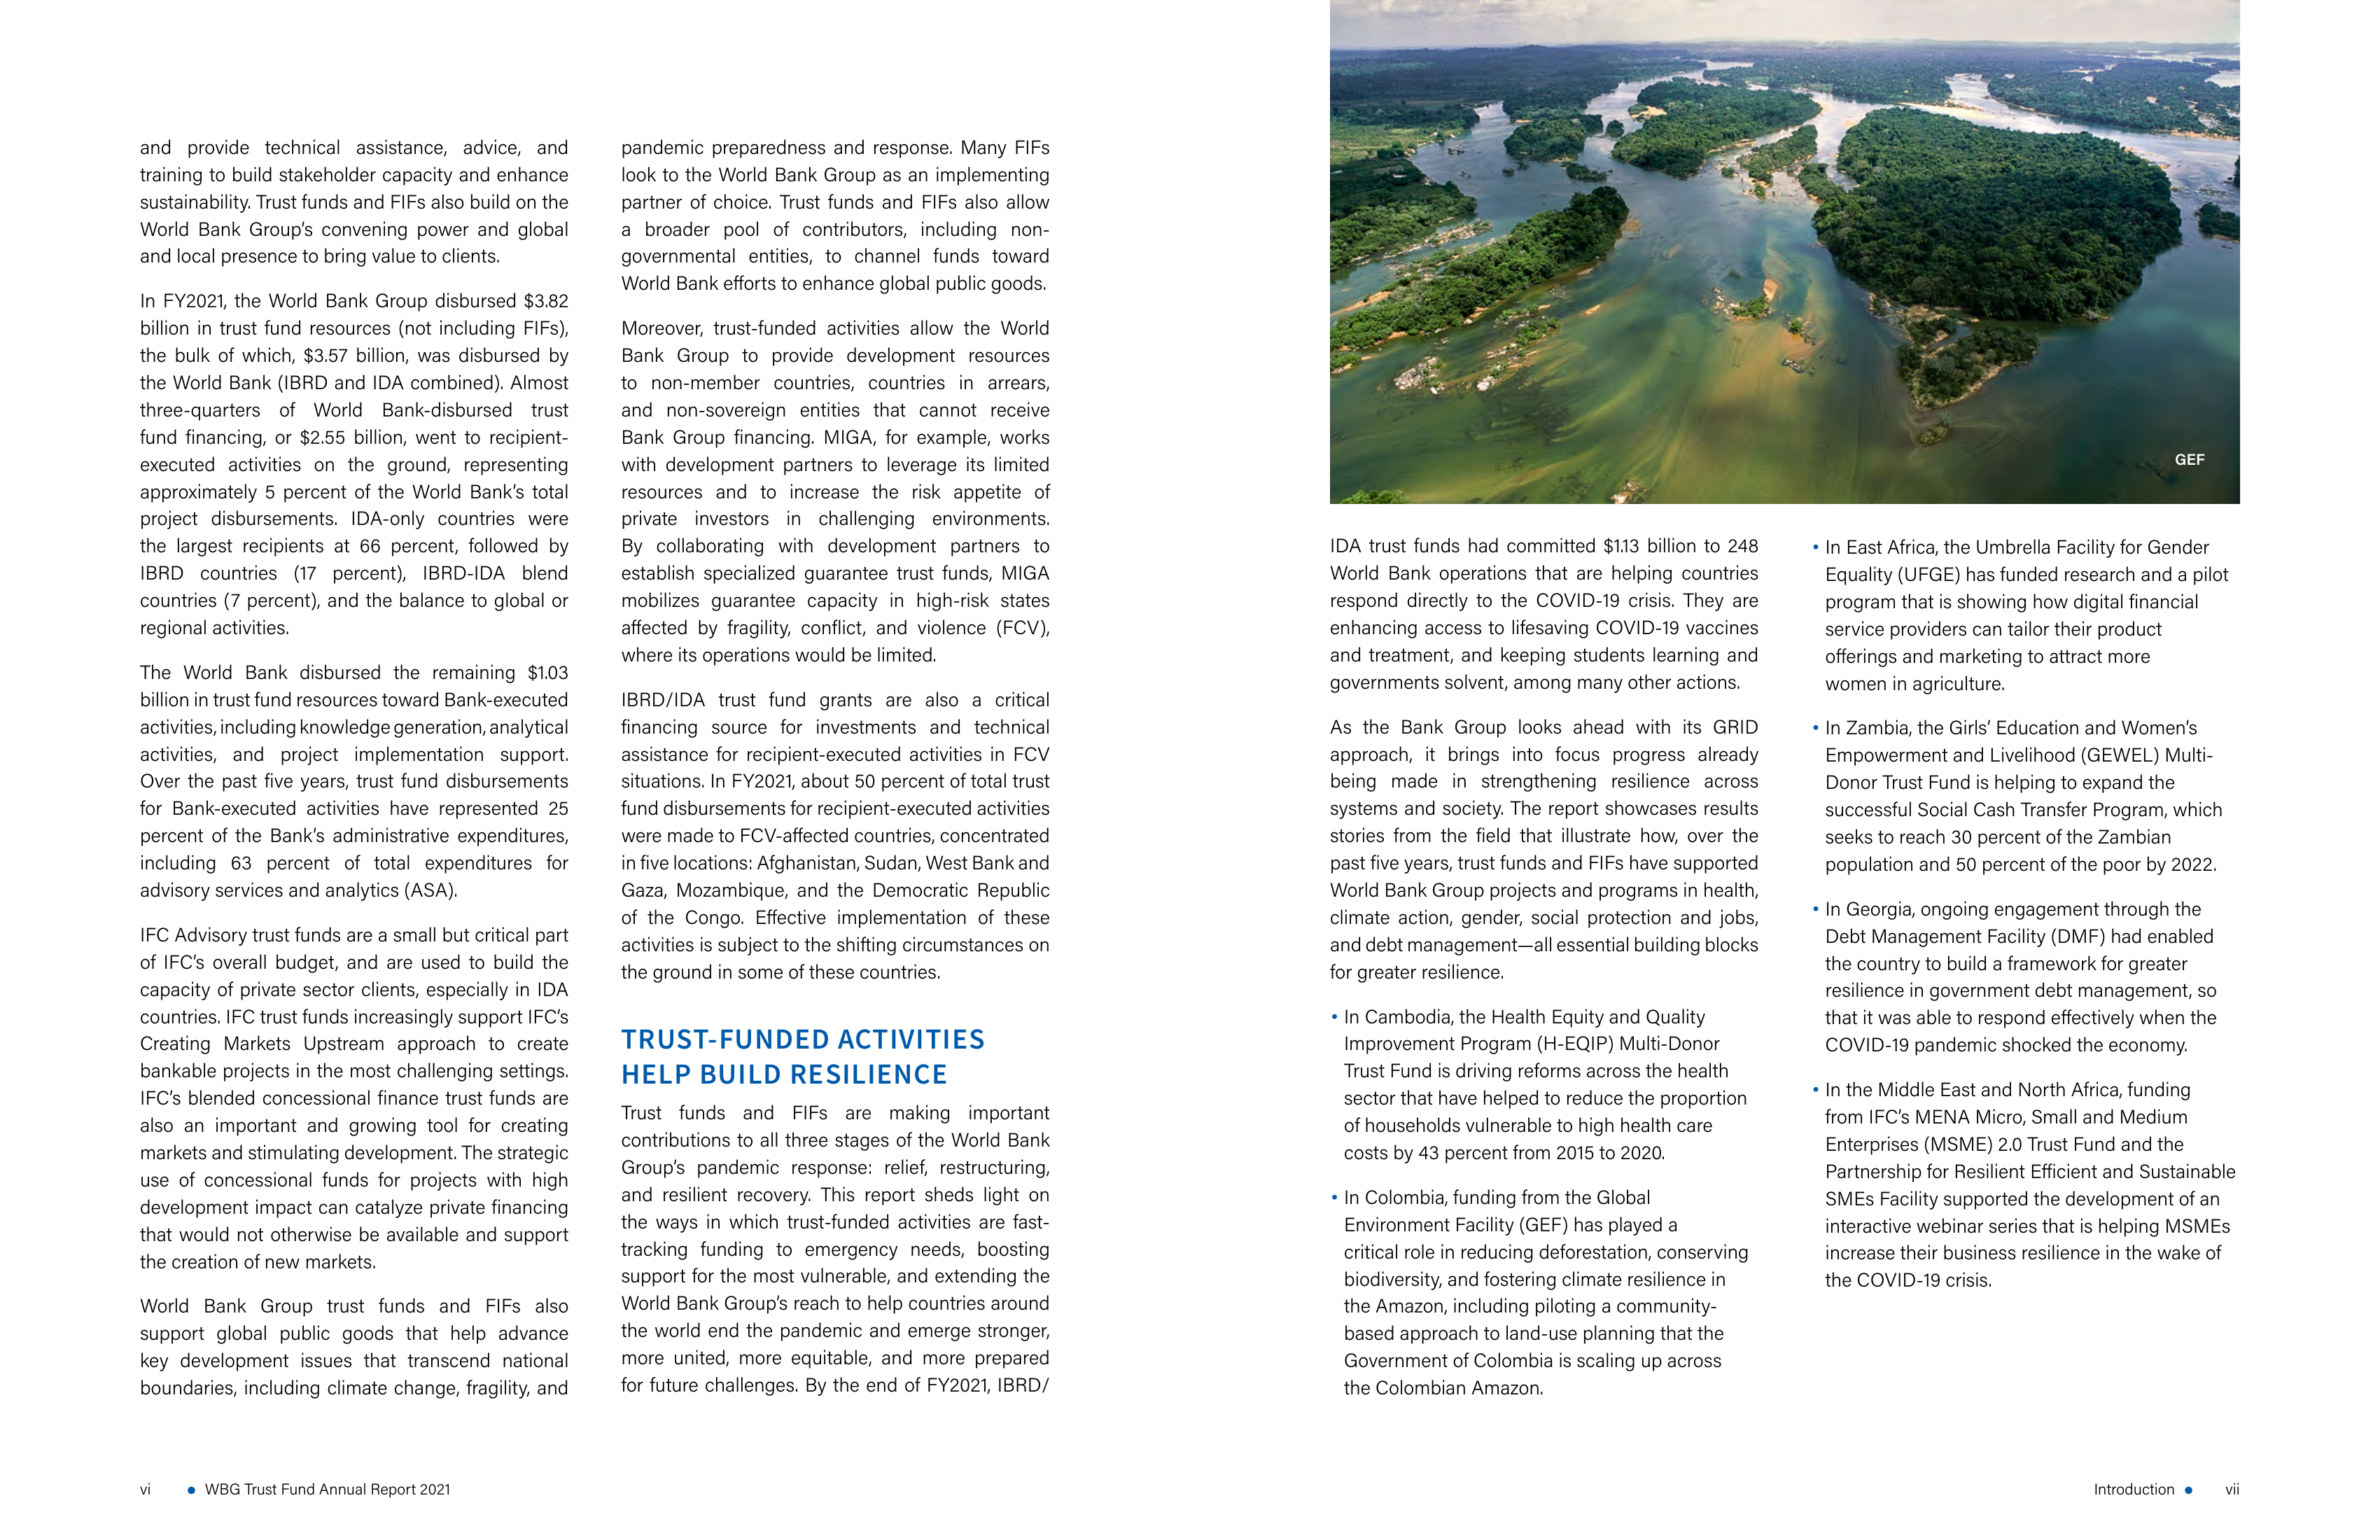 and provide technical assistance, advice, and
training to build stakeholder capacity and enhance
sustainability. Trust funds and FIFs also build on the
World Bank Group’s convening power and global
and local presence to bring value to clients.
In FY2021, the World Bank Group disbursed $3.82
billion in trust fund resources (not including FIFs),
the bulk of which, $3.57 billion, was disbursed by
the World Bank (IBRD and IDA combined). Almost
three-quarters of World Bank-disbursed trust
fund financing, or $2.55 billion, went to recipient-
executed activities on the ground, representing
approximately 5 percent of the World Bank’s total
project disbursements. IDA-only countries were
the largest recipients at 66 percent, followed by
IBRD countries (17 percent), IBRD-IDA blend
countries (7 percent), and the balance to global or
regional activities.
The World Bank disbursed the remaining $1.03
billion in trust fund resources toward Bank-executed
activities, including knowledge generation, analytical
activities, and project implementation support.
Over the past five years, trust fund disbursements
for Bank-executed activities have represented 25
percent of the Bank’s administrative expenditures,
including 63 percent of total expenditures for
advisory services and analytics (ASA).
IFC Advisory trust funds are a small but critical part
of IFC’s overall budget, and are used to build the
capacity of private sector clients, especially in IDA
countries. IFC trust funds increasingly support IFC’s
Creating Markets Upstream approach to create
bankable projects in the most challenging settings.
IFC’s blended concessional finance trust funds are
also an important and growing tool for creating
markets and stimulating development. The strategic
use of concessional funds for projects with high
development impact can catalyze private financing
that would not otherwise be available and support
the creation of new markets.
World Bank Group trust funds and FIFs also
support global public goods that help advance
key development issues that transcend national
boundaries, including climate change, fragility, and
pandemic preparedness and response. Many FIFs
look to the World Bank Group as an implementing
partner of choice. Trust funds and FIFs also allow
a broader pool of contributors, including non-
governmental entities, to channel funds toward
World Bank efforts to enhance global public goods.
Moreover, trust-funded activities allow the World
Bank Group to provide development resources
to non-member countries, countries in arrears,
and non-sovereign entities that cannot receive
Bank Group financing. MIGA, for example, works
with development partners to leverage its limited
resources and to increase the risk appetite of
private investors in challenging environments.
By collaborating with development partners to
establish specialized guarantee trust funds, MIGA
mobilizes guarantee capacity in high-risk states
affected by fragility, conflict, and violence (FCV),
where its operations would be limited.
IBRD/IDA trust fund grants are also a critical
financing source for investments and technical
assistance for recipient-executed activities in FCV
situations. In FY2021, about 50 percent of total trust
fund disbursements for recipient-executed activities
were made to FCV-affected countries, concentrated
in five locations: Afghanistan, Sudan, West Bank and
Gaza, Mozambique, and the Democratic Republic
of the Congo. Effective implementation of these
activities is subject to the shifting circumstances on
the ground in some of these countries.
TRUST-FUNDED ACTIVITIES
HELP BUILD RESILIENCE
Trust funds and FIFs are making important
contributions to all three stages of the World Bank
Group’s pandemic response: relief, restructuring,
and resilient recovery. This report sheds light on
the ways in which trust-funded activities are fast-
tracking funding to emergency needs, boosting
support for the most vulnerable, and extending the
World Bank Group’s reach to help countries around
the world end the pandemic and emerge stronger,
more united, more equitable, and more prepared
for future challenges. By the end of FY2021, IBRD/
vi • WBG Trust Fund Annual Report 2021
GEF
IDA trust funds had committed $1.13 billion to 248
World Bank operations that are helping countries
respond directly to the COVID-19 crisis. They are
enhancing access to lifesaving COVID-19 vaccines
and treatment, and keeping students learning and
governments solvent, among many other actions.
As the Bank Group looks ahead with its GRID
approach, it brings into focus progress already
being made in strengthening resilience across
systems and society. The report showcases results
stories from the field that illustrate how, over the
past five years, trust funds and FIFs have supported
World Bank Group projects and programs in health,
climate action, gender, social protection and jobs,
and debt management—all essential building blocks
for greater resilience.
• In Cambodia, the Health Equity and Quality
Improvement Program (H-EQIP) Multi-Donor
Trust Fund is driving reforms across the health
sector that have helped to reduce the proportion
of households vulnerable to high health care
costs by 43 percent from 2015 to 2020.
• In Colombia, funding from the Global
Environment Facility (GEF) has played a
critical role in reducing deforestation, conserving
biodiversity, and fostering climate resilience in
the Amazon, including piloting a community-
based approach to land-use planning that the
Government of Colombia is scaling up across
the Colombian Amazon.
• In East Africa, the Umbrella Facility for Gender
Equality (UFGE) has funded research and a pilot
program that is showing how digital financial
service providers can tailor their product
offerings and marketing to attract more
women in agriculture.
• In Zambia, the Girls’ Education and Women’s
Empowerment and Livelihood (GEWEL) Multi-
Donor Trust Fund is helping to expand the
successful Social Cash Transfer Program, which
seeks to reach 30 percent of the Zambian
population and 50 percent of the poor by 2022.
• In Georgia, ongoing engagement through the
Debt Management Facility (DMF) had enabled
the country to build a framework for greater
resilience in government debt management, so
that it was able to respond effectively when the
COVID-19 pandemic shocked the economy.
• In the Middle East and North Africa, funding
from IFC’s MENA Micro, Small and Medium
Enterprises (MSME) 2.0 Trust Fund and the
Partnership for Resilient Efficient and Sustainable
SMEs Facility supported the development of an
interactive webinar series that is helping MSMEs
increase their business resilience in the wake of
the COVID-19 crisis.
Introduction • vii